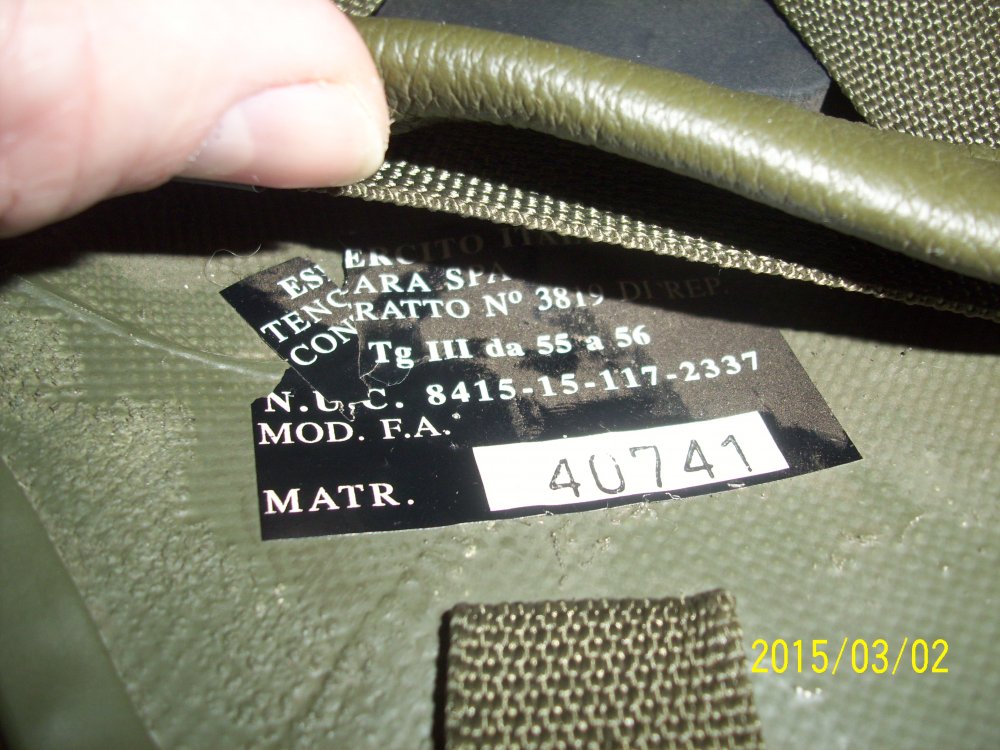 ESERCITO ITALI
TENCARA SPA
CONTRATTO Nº 3819 DI REP.
Tg III da 55 a 56
N.U.C. 8415-15-117-2337
MOD. F.A.
MATR. 40741
2015/03/02